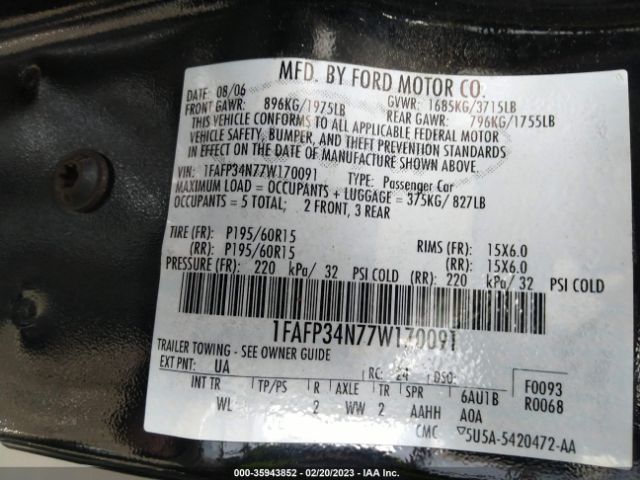 MFD. BY FORD MOTOR CO.
DATE 08/06 GVWR: 1685KG/3715LB
FRONT GAWR: 896KG/1975LB REAR GAWR: 796KG/1755LB
THIS VEHICLE CONFORMS TO ALL APPLICABLE FEDERAL MOTOR
VEHICLE SAFETY, BUMPER, AND THEFT PREVENTION STANDARDS
IN EFFECT ON THE DATE OF MANUFACTURE SHOWN ABOVE.
VIN: 1FAFP34N77W170091 TYPE: Passenger Car
MAXIMUM LOAD = OCCUPANTS + LUGGAGE = 375KG/ 827LB
OCCUPANTS = 5 TOTAL; 2 FRONT, 3 REAR
TIRE (FR): P195/60R15 RIMS (FR): 15X6.0
(RR): P195/60R15 (RR): 15X6.0
PRESSURE (FR): 220 kPa/ 32 PSI COLD (RR): 220 kPa/ 32 PSI COLD
1FAFP34N77W170091
TRAILER TOWING - SEE OWNER GUIDE
EXT PNT: UA RC: 24 DSO: F0093
INT TR TP/PS R AXLE TR SPR 6AU1B R0068
WL 2 WW 2 AAHH A0A
CMC ▽5U5A-5420472-AA
000-35943852 - 02/20/2023 - IAA Inc.